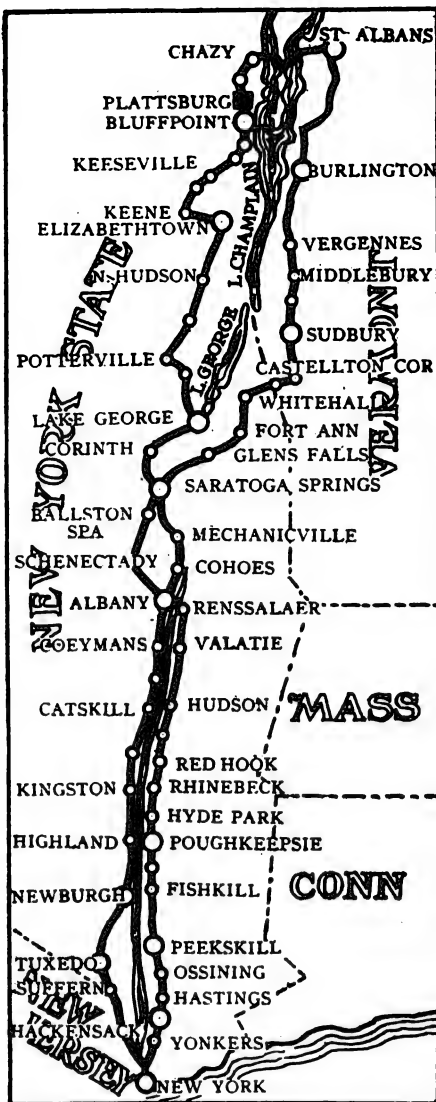 ST. ALBANS
CHAZY
PLATTSBURG
BLUFFPOINT
KEESEVILLE
BURLINGTON
KEENE
ELIZABETHTOWN
L. CHAMPLAIN
VERGENNES
N. HUDSON
MIDDLEBURY
VERMONT
NEW YORK STATE
L. GEORGE
SUDBURY
POTTERVILLE
CASTELLTON COR
WHITEHALL
LAKE GEORGE
FORT ANN
CORINTH
GLENS FALLS
SARATOGA SPRINGS
BALLSTON
SPA
MECHANICVILLE
SCHENECTADY
COHOES
ALBANY
RENSSALAER
COEYMANS
VALATIE
CATSKILL
HUDSON
MASS
RED HOOK
KINGSTON
RHINEBECK
HYDE PARK
HIGHLAND
POUGHKEEPSIE
CONN
NEWBURGH
FISHKILL
PEEKSKILL
TUXEDO
OSSINING
SUFFERN
HASTINGS
NEW JERSEY
HACKENSACK
YONKERS
NEW YORK